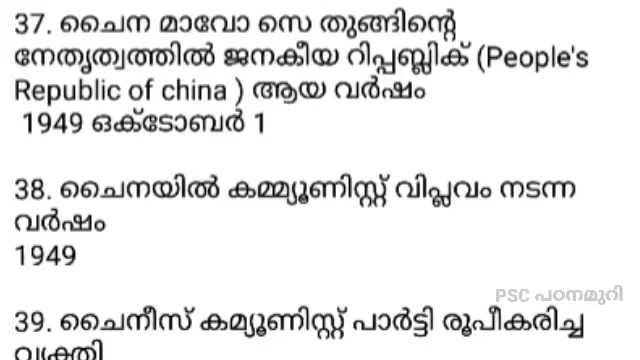 37. ചൈന മാവോ സെ തുങ്ങിന്റെ
നേതൃത്വത്തിൽ ജനകീയ റിപ്പബ്ലിക് (People's
Republic of china ) ആയ വർഷം
1949 ഒക്ടോബർ 1
38. ചൈനയിൽ കമ്മ്യൂണിസ്റ്റ് വിപ്ലവം നടന്ന
വർഷം
1949
PSC പഠനമുറി
39. ചൈനീസ് കമ്യൂണിസ്റ്റ് പാർട്ടി രൂപീകരിച്ച
വ്യക്തി